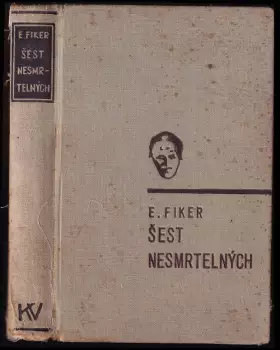 E. FIKER
ŠEST
NESMR-
TELNÝCH
KV
E. FIKER
ŠEST
NESMRTELNÝCH